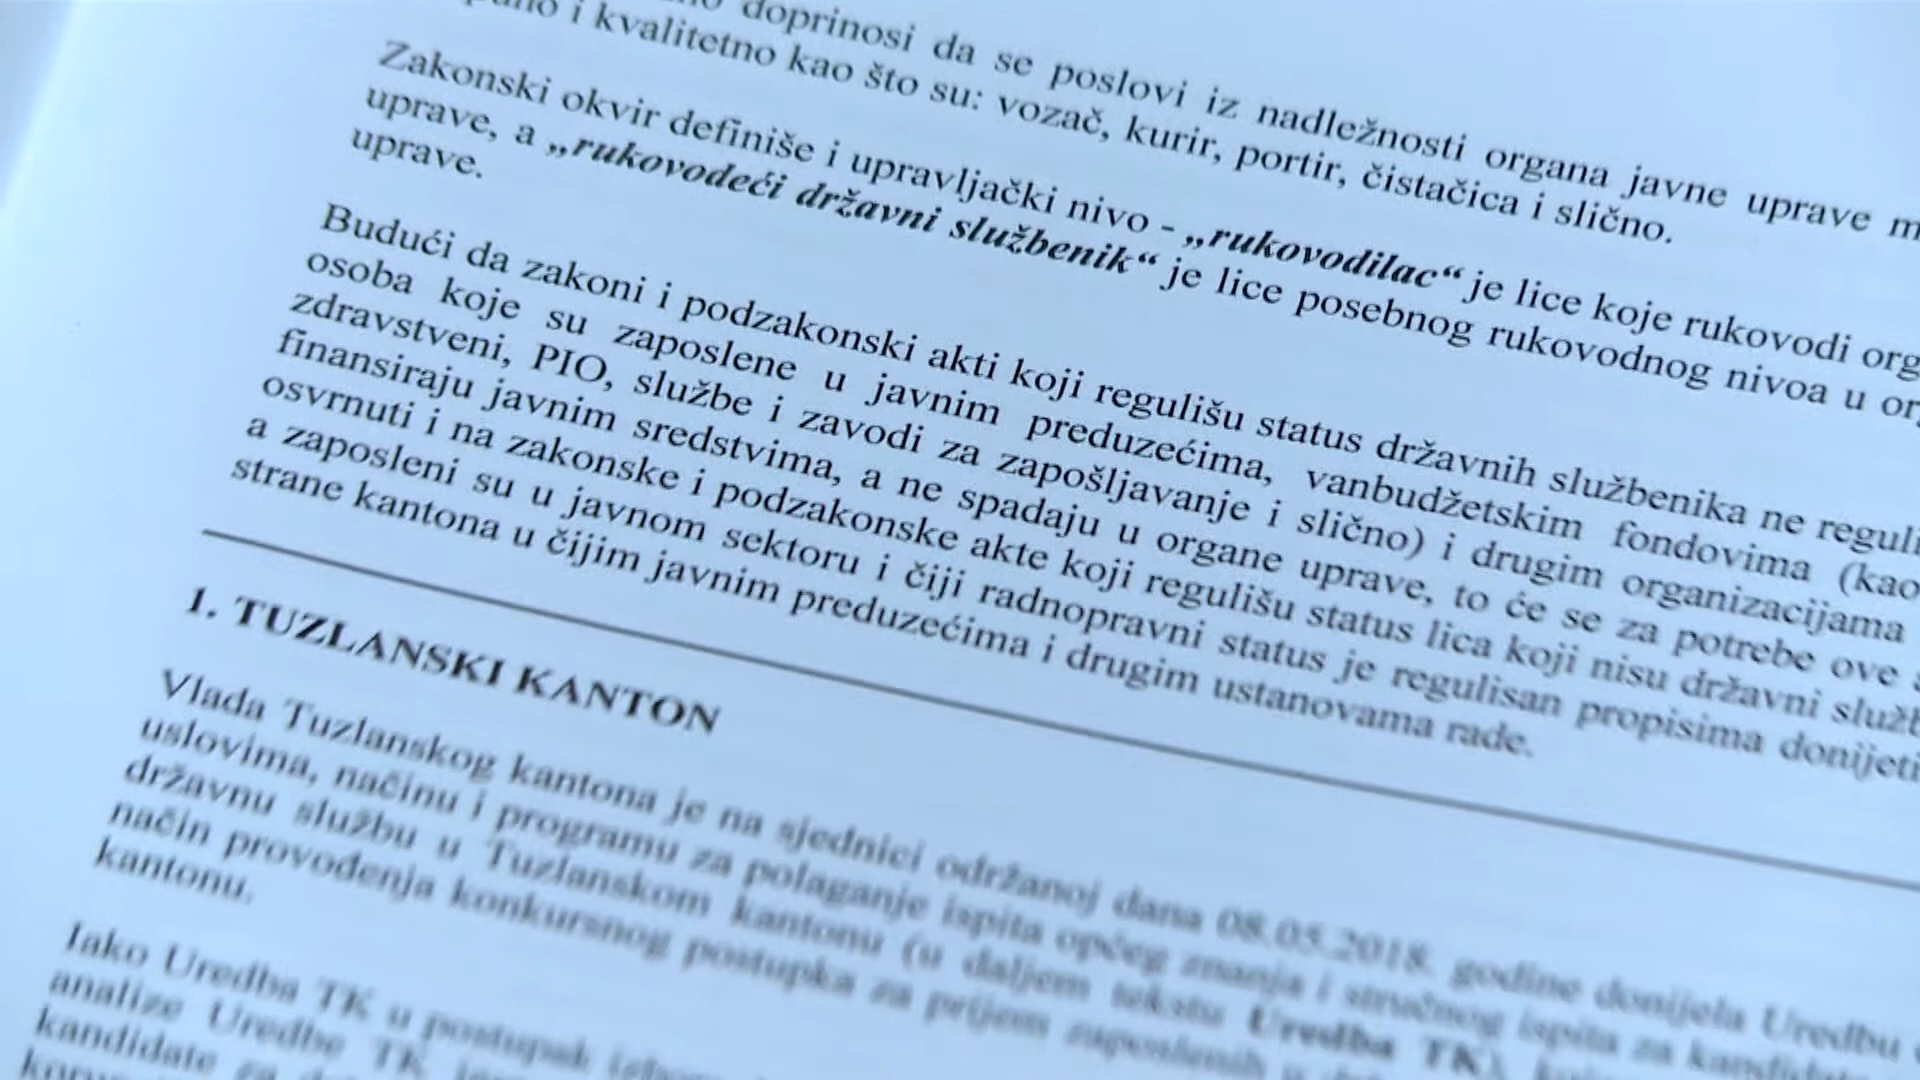 doprinosi da se poslovi iz nadležnosti organa javne uprave
i kvalitetno kao što su: vozač, kurir, portir, čistačica i slično.
Zakonski okvir definiše i upravljački nivo - „rukovodilac“ je lice koje rukovodi
uprave, a „rukovodeći državni službenik“ je lice posebnog rukovodnog nivoa u
uprave.
Budući da zakoni i podzakonski akti koji regulišu status državnih službenika ne
osoba koje su zaposlene u javnim preduzećima, vanbudžetskim fondovima (kao
zdravstveni, PIO, službe i zavodi za zapošljavanje i slično) i drugim organizacijama
finansiraju javnim sredstvima, a ne spadaju u organe uprave, to će se za potrebe ove
osvrnuti i na zakonske i podzakonske akte koji regulišu status lica koji nisu državni
a zaposleni su u javnom sektoru i čiji radnopravni status je regulisan propisima donijeti
strane kantona u čijim javnim preduzećima i drugim ustanovama rade.
1. TUZLANSKI KANTON
Vlada Tuzlanskog kantona je na sjednici održanoj dana 08.05.2018. godine donijela Uredbu
uslovima, načinu i programu za polaganje ispita općeg znanja i stručnog ispita za kandidate
državnu službu u Tuzlanskom kantonu (u daljem tekstu Uredba TK),
način provođenja konkursnog postupka za prijem zaposlenih
kantonu.
Iako Uredba TK u postupak
analize Uredbe TK
kandidate za